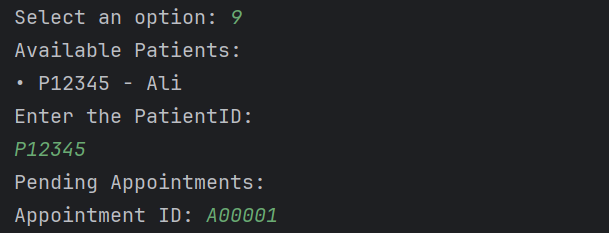 Select an option: 9
Available Patients:
• P12345 - Ali
Enter the PatientID:
P12345
Pending Appointments:
Appointment ID: A00001